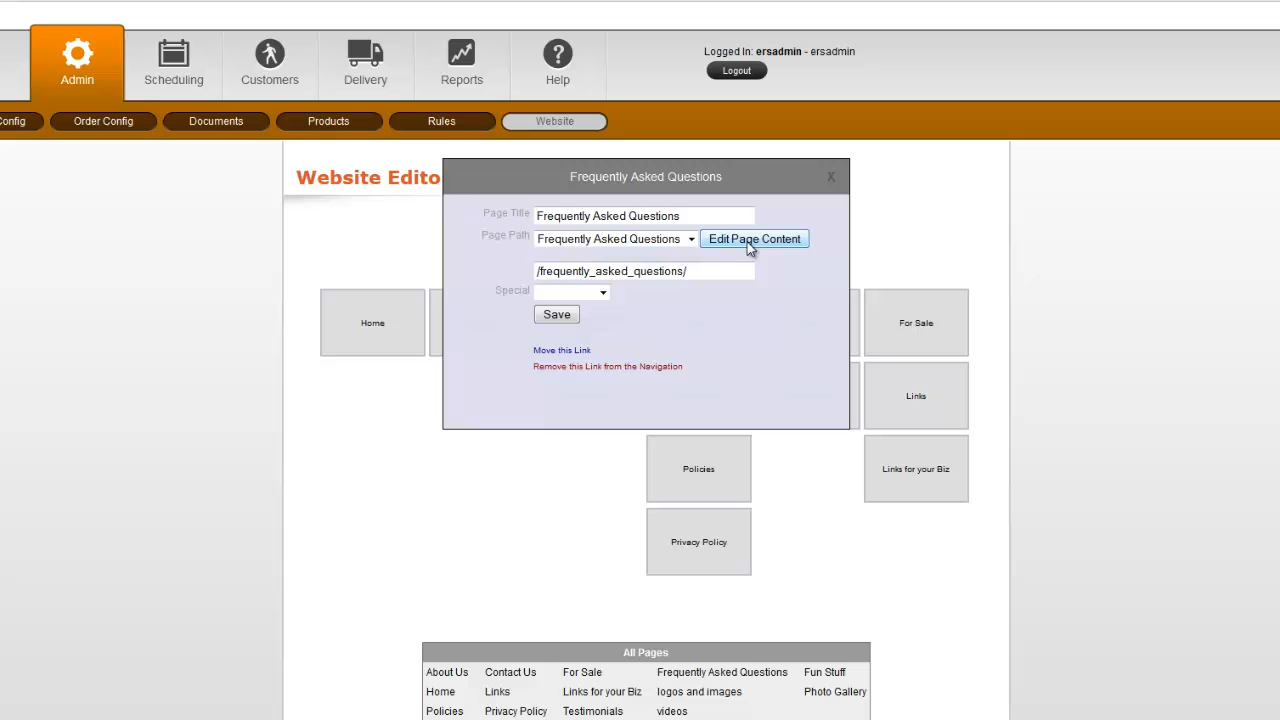 Logged In: ersadmin - ersadmin
Logout
Admin
Scheduling
Customers
Delivery
Reports
Help
Config
Order Config
Documents
Products
Rules
Website
Website Edito
Frequently Asked Questions
X
Page Title
Frequently Asked Questions
Page Path
Frequently Asked Questions
Edit Page Content
/frequently_asked_questions/
Special
Save
Move this Link
Remove this Link from the Navigation
Home
For Sale
Links
Policies
Links for your Biz
Privacy Policy
All Pages
About Us Contact Us For Sale Frequently Asked Questions Fun Stuff
Home Links Links for your Biz logos and images Photo Gallery
Policies Privacy Policy Testimonials videos